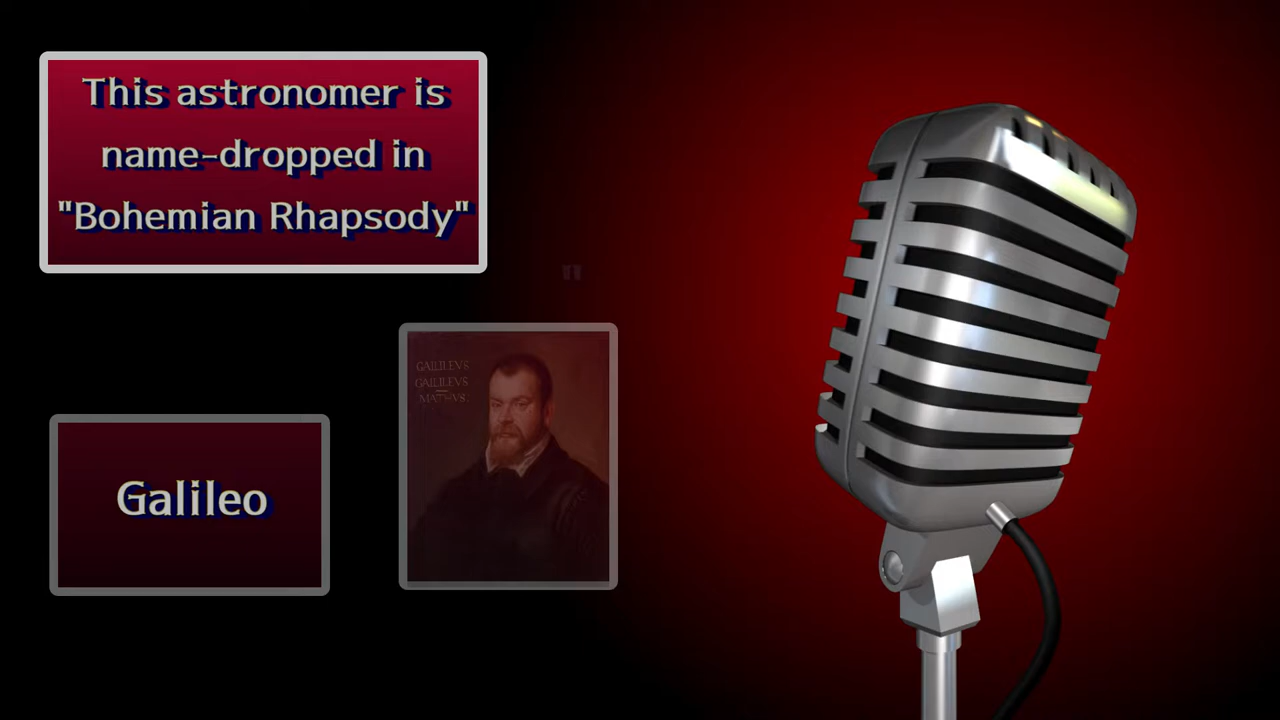 This astronomer is
name-dropped in
"Bohemian Rhapsody"
"
GALILEVS
GALILEVS
MATHVS:
Galileo